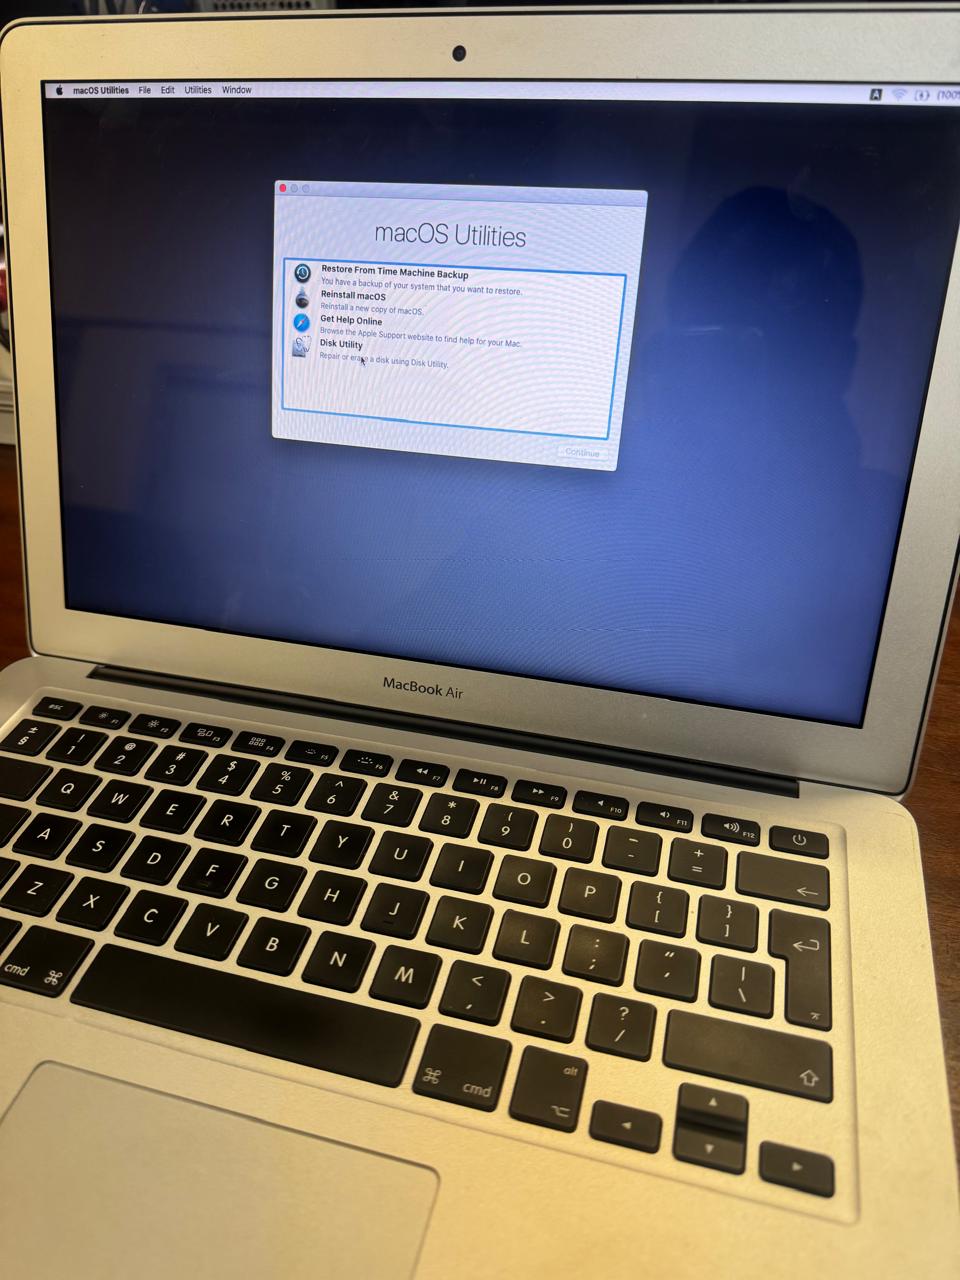 macOS Utilities File Edit Utilities Window A (100%
macOS Utilities
Restore From Time Machine Backup
You have a backup of your system that you want to restore.
Reinstall macOS
Reinstall a new copy of macOS.
Get Help Online
Browse the Apple Support website to find help for your Mac.
Disk Utility
Repair or erase a disk using Disk Utility.
Continue
MacBook Air
esc F1 F2 F3 F4 F5 F6 F7 F8 F9 F10 F11 F12
± § ! 1 @ 2 # 3 $ 4 % 5 ^ 6 & 7 * 8 ( 9 ) 0 _ - + =
Q W E R T Y U I O P { [ } ]
A S D F G H J K L : ; " ' | \
Z X C V B N M < , > . ? /
cmd ⌘ ⌘ cmd alt ⌥